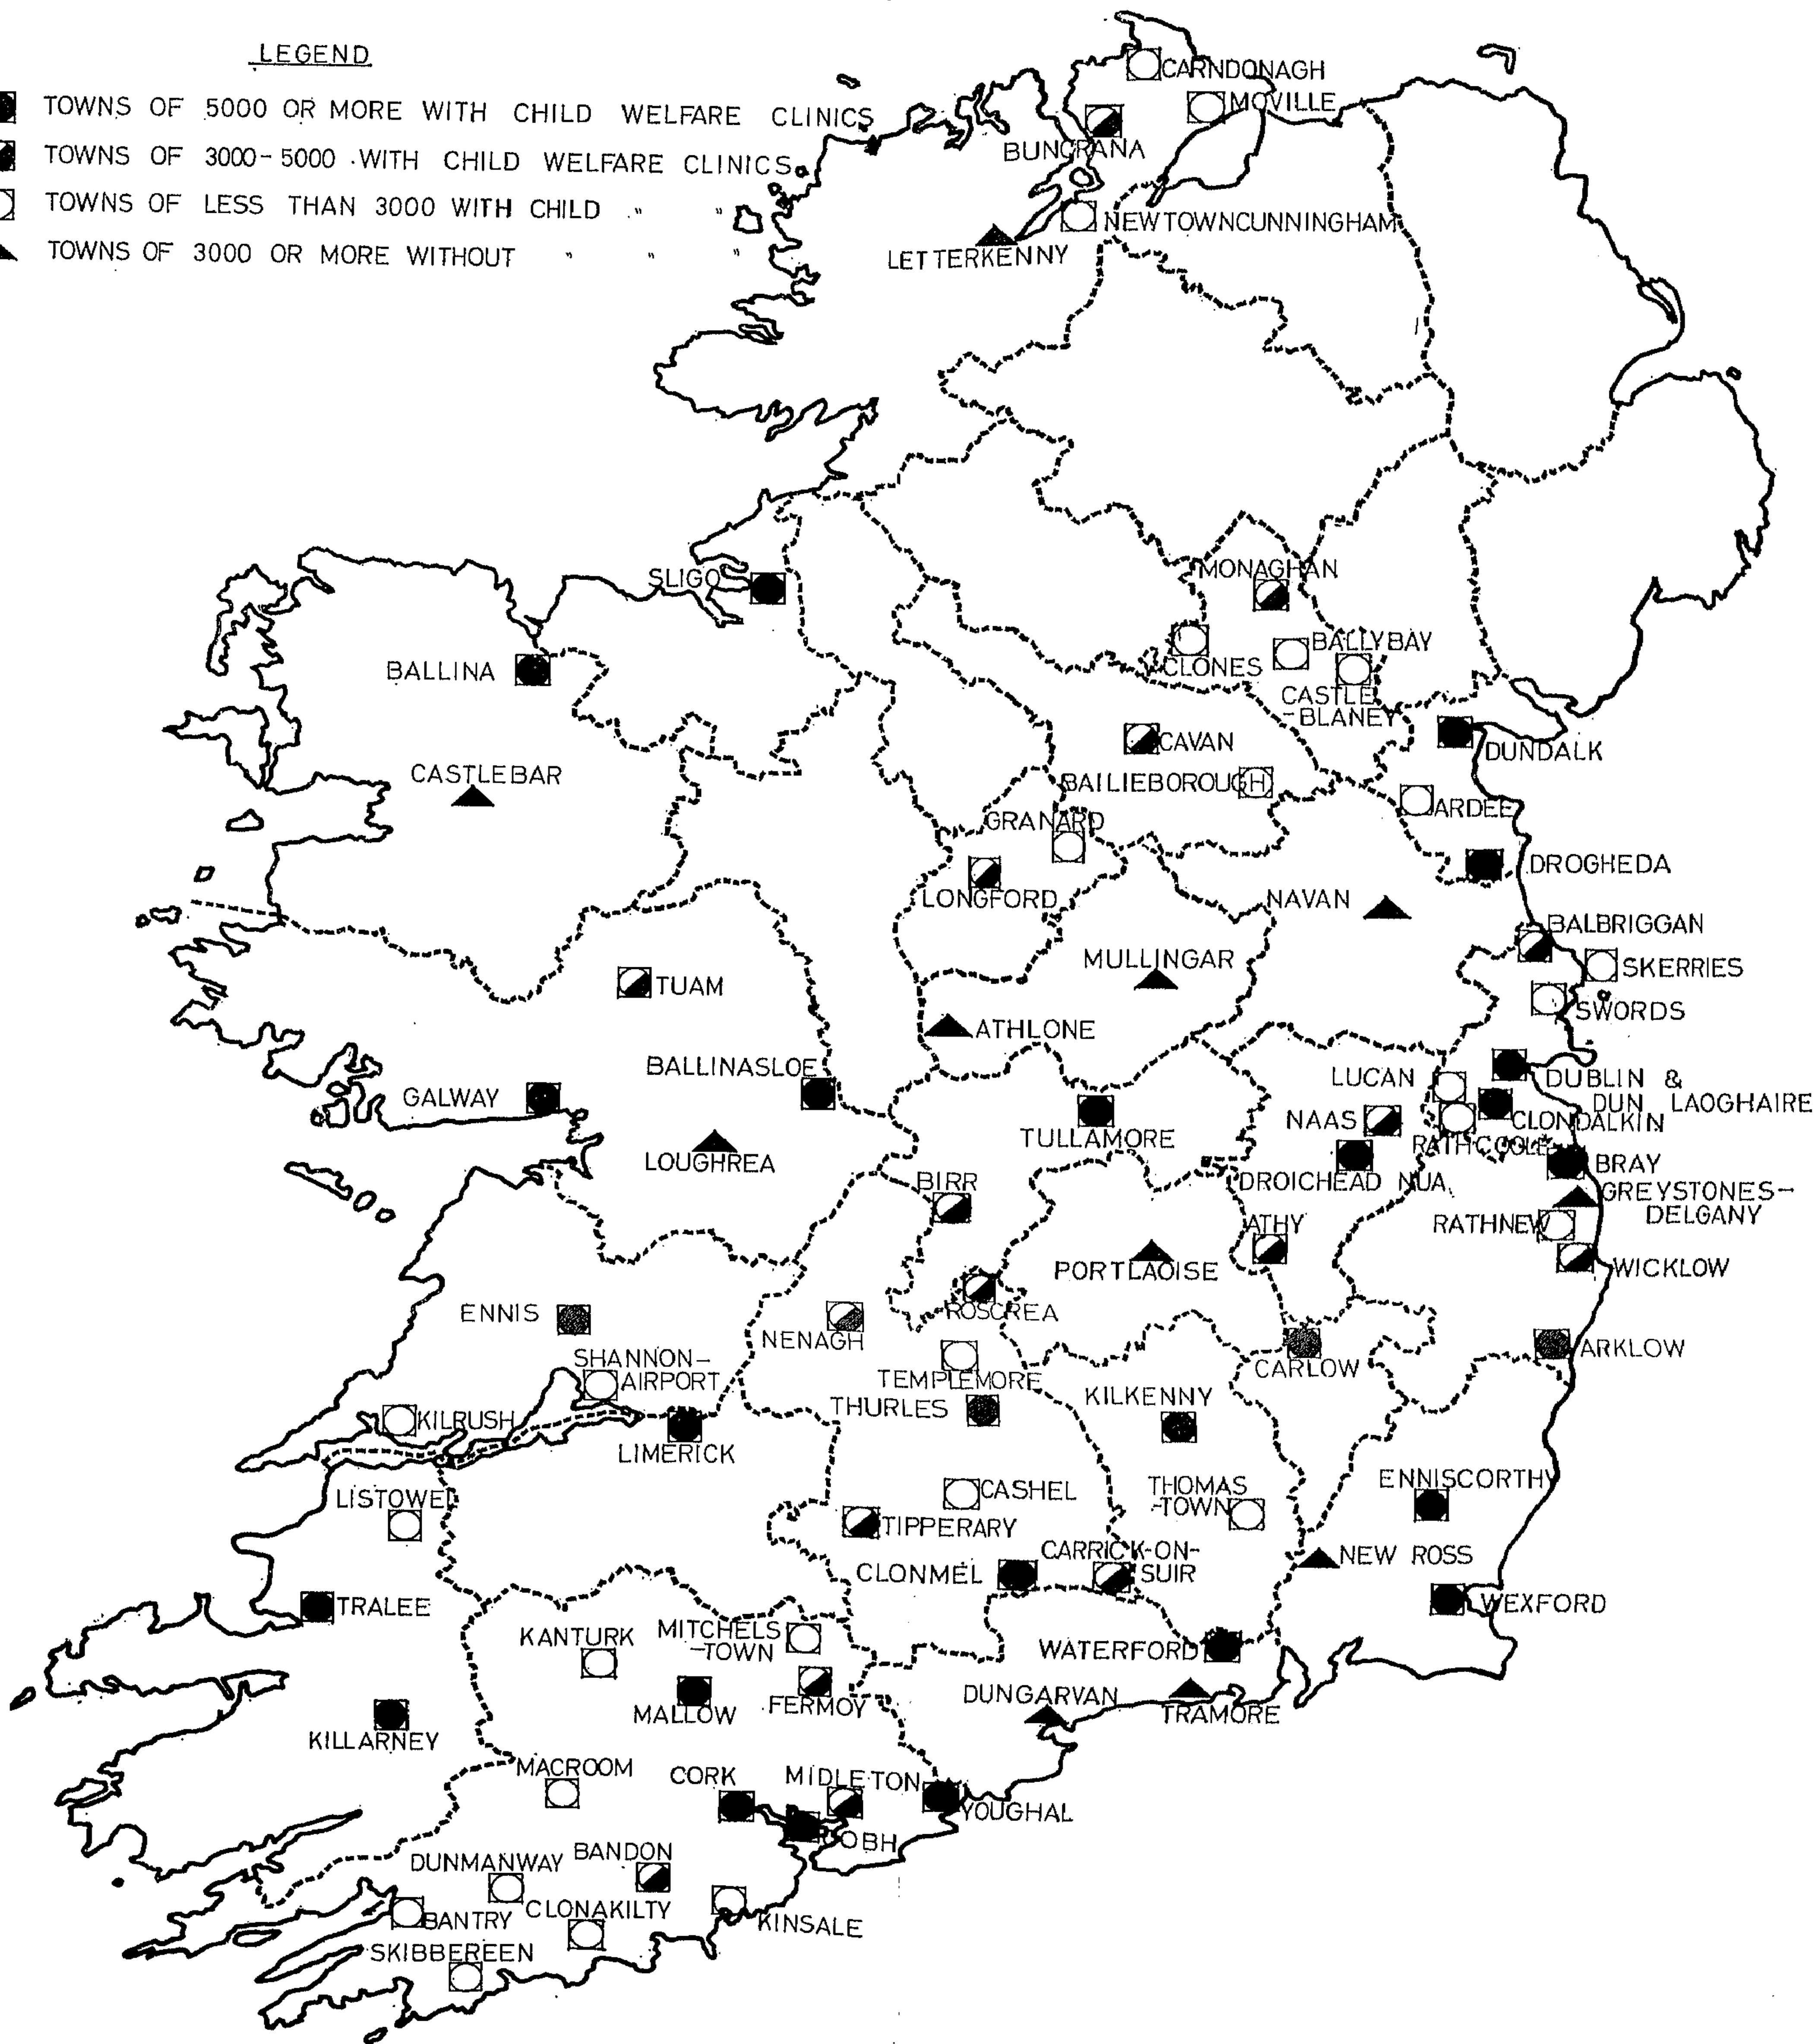 LEGEND
TOWNS OF 5000 OR MORE WITH CHILD WELFARE CLINICS
TOWNS OF 3000-5000 WITH CHILD WELFARE CLINICS
TOWNS OF LESS THAN 3000 WITH CHILD " "
TOWNS OF 3000 OR MORE WITHOUT " " "
CARNDONAGH
MOVILLE
BUNCRANA
NEWTOWNCUNNINGHAM
LETTERKENNY
MONAGHAN
SLIGO
BALLYBAY
CLONES
BALLINA
CASTLE
-BLANEY
CAVAN
DUNDALK
CASTLEBAR
BAILIEBOROUGH
ARDEE
GRANARD
DROGHEDA
LONGFORD
NAVAN
BALBRIGGAN
MULLINGAR
SKERRIES
TUAM
SWORDS
ATHLONE
BALLINASLOE
LUCAN
DUBLIN &
DUN LAOGHAIRE
GALWAY
NAAS
CLONDALKIN
TULLAMORE
RATHCOOLE
LOUGHREA
BRAY
BIRR
DROICHEAD NUA
GREYSTONES-
DELGANY
ATHY
RATHNEW
PORTLAOISE
WICKLOW
ENNIS
ROSCREA
NENAGH
ARKLOW
SHANNON-
AIRPORT
CARLOW
TEMPLEMORE
KILKENNY
THURLES
KILRUSH
LIMERICK
ENNISCORTHY
LISTOWEL
CASHEL
THOMAS
-TOWN
TIPPERARY
CARRICK-ON-
SUIR
NEW ROSS
CLONMEL
TRALEE
WEXFORD
KANTURK
MITCHELS
-TOWN
WATERFORD
DUNGARVAN
FERMOY
MALLOW
TRAMORE
KILLARNEY
MACROOM
CORK
MIDLETON
YOUGHAL
COBH
DUNMANWAY
BANDON
CLONAKILTY
BANTRY
KINSALE
SKIBBEREEN